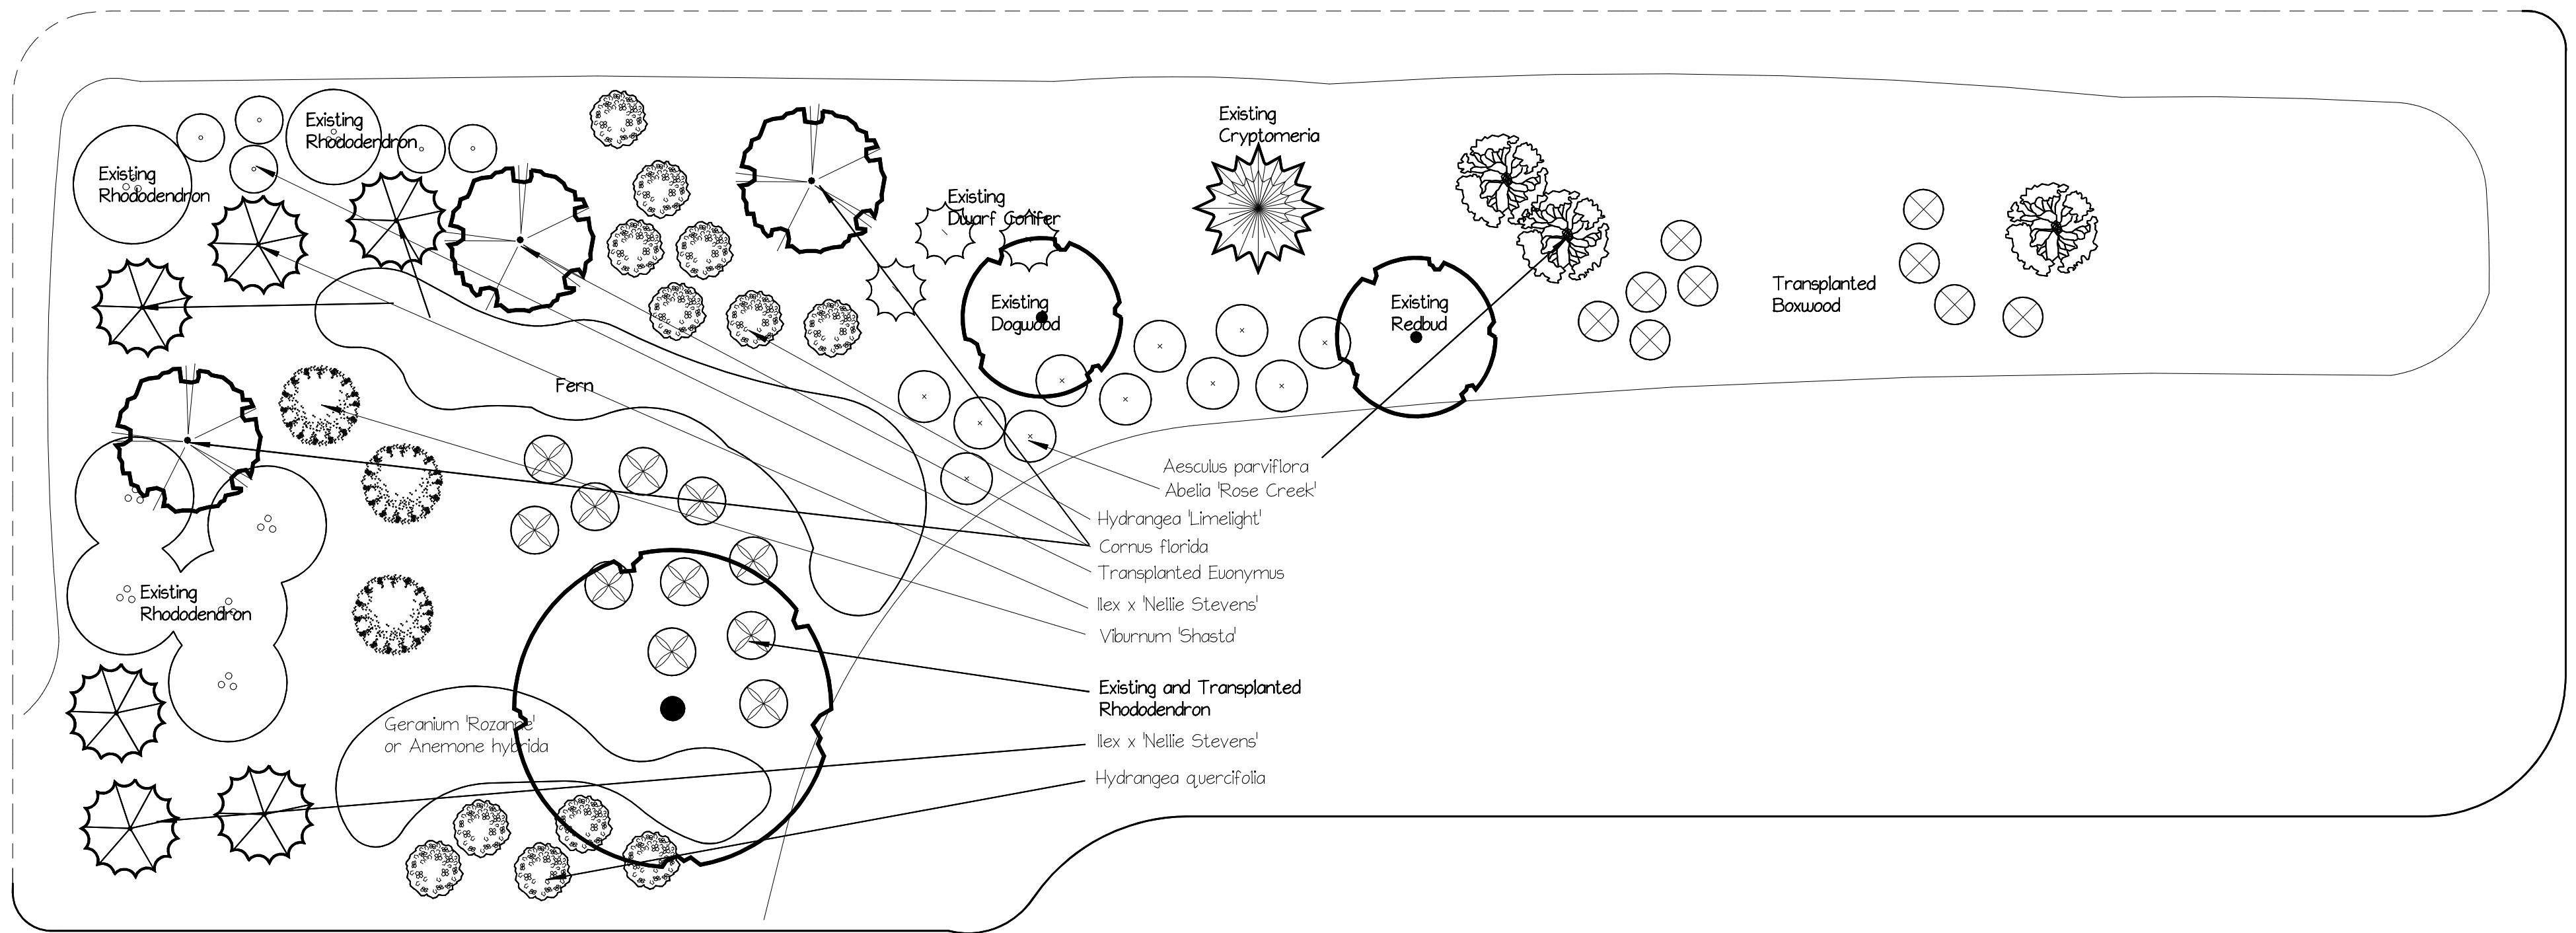 Existing
Rhododendron
Existing
Rhododendron
Existing
Cryptomeria
Existing
Dwarf Conifer
Existing
Dogwood
Existing
Redbud
Transplanted
Boxwood
Fern
Aesculus parviflora
Abelia 'Rose Creek'
Hydrangea 'Limelight'
Cornus florida
Transplanted Euonymus
Ilex x 'Nellie Stevens'
Viburnum 'Shasta'
Existing
Rhododendron
Existing and Transplanted
Rhododendron
Geranium 'Rozanne'
or Anemone hybrida
Ilex x 'Nellie Stevens'
Hydrangea quercifolia